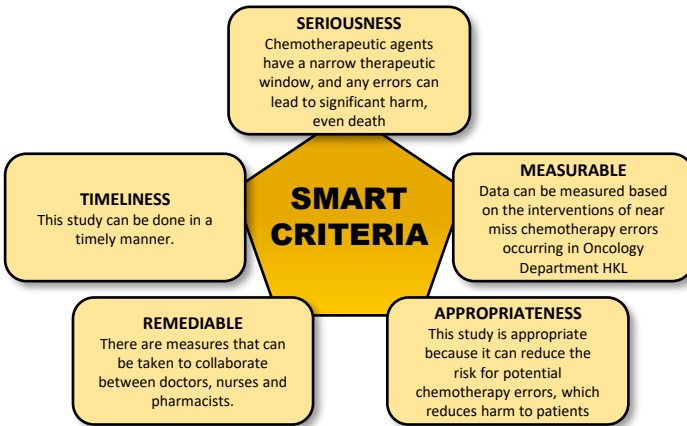 SERIOUSNESS
Chemotherapeutic agents
have a narrow therapeutic
window, and any errors can
lead to significant harm,
even death
SMART
CRITERIA
MEASURABLE
Data can be measured based
on the interventions of near
miss chemotherapy errors
occurring in Oncology
Department HKL
APPROPRIATENESS
This study is appropriate
because it can reduce the
risk for potential
chemotherapy errors, which
reduces harm to patients
REMEDIABLE
There are measures that can
be taken to collaborate
between doctors, nurses and
pharmacists.
TIMELINESS
This study can be done in a
timely manner.